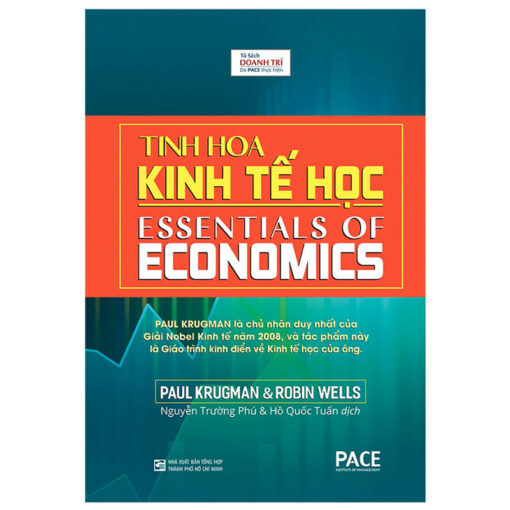 Tủ Sách
DOANH TRÍ
Do PACE thực hiện
TINH HOA
KINH TẾ HỌC
ESSENTIALS OF
ECONOMICS
PAUL KRUGMAN là chủ nhân duy nhất của
Giải Nobel Kinh tế năm 2008, và tác phẩm này
là Giáo trình kinh điển về Kinh tế học của ông.
PAUL KRUGMAN & ROBIN WELLS
Nguyễn Trường Phú & Hồ Quốc Tuấn dịch
NHÀ XUẤT BẢN TỔNG HỢP
THÀNH PHỐ HỒ CHÍ MINH
PACE
INSTITUTE OF MANAGEMENT